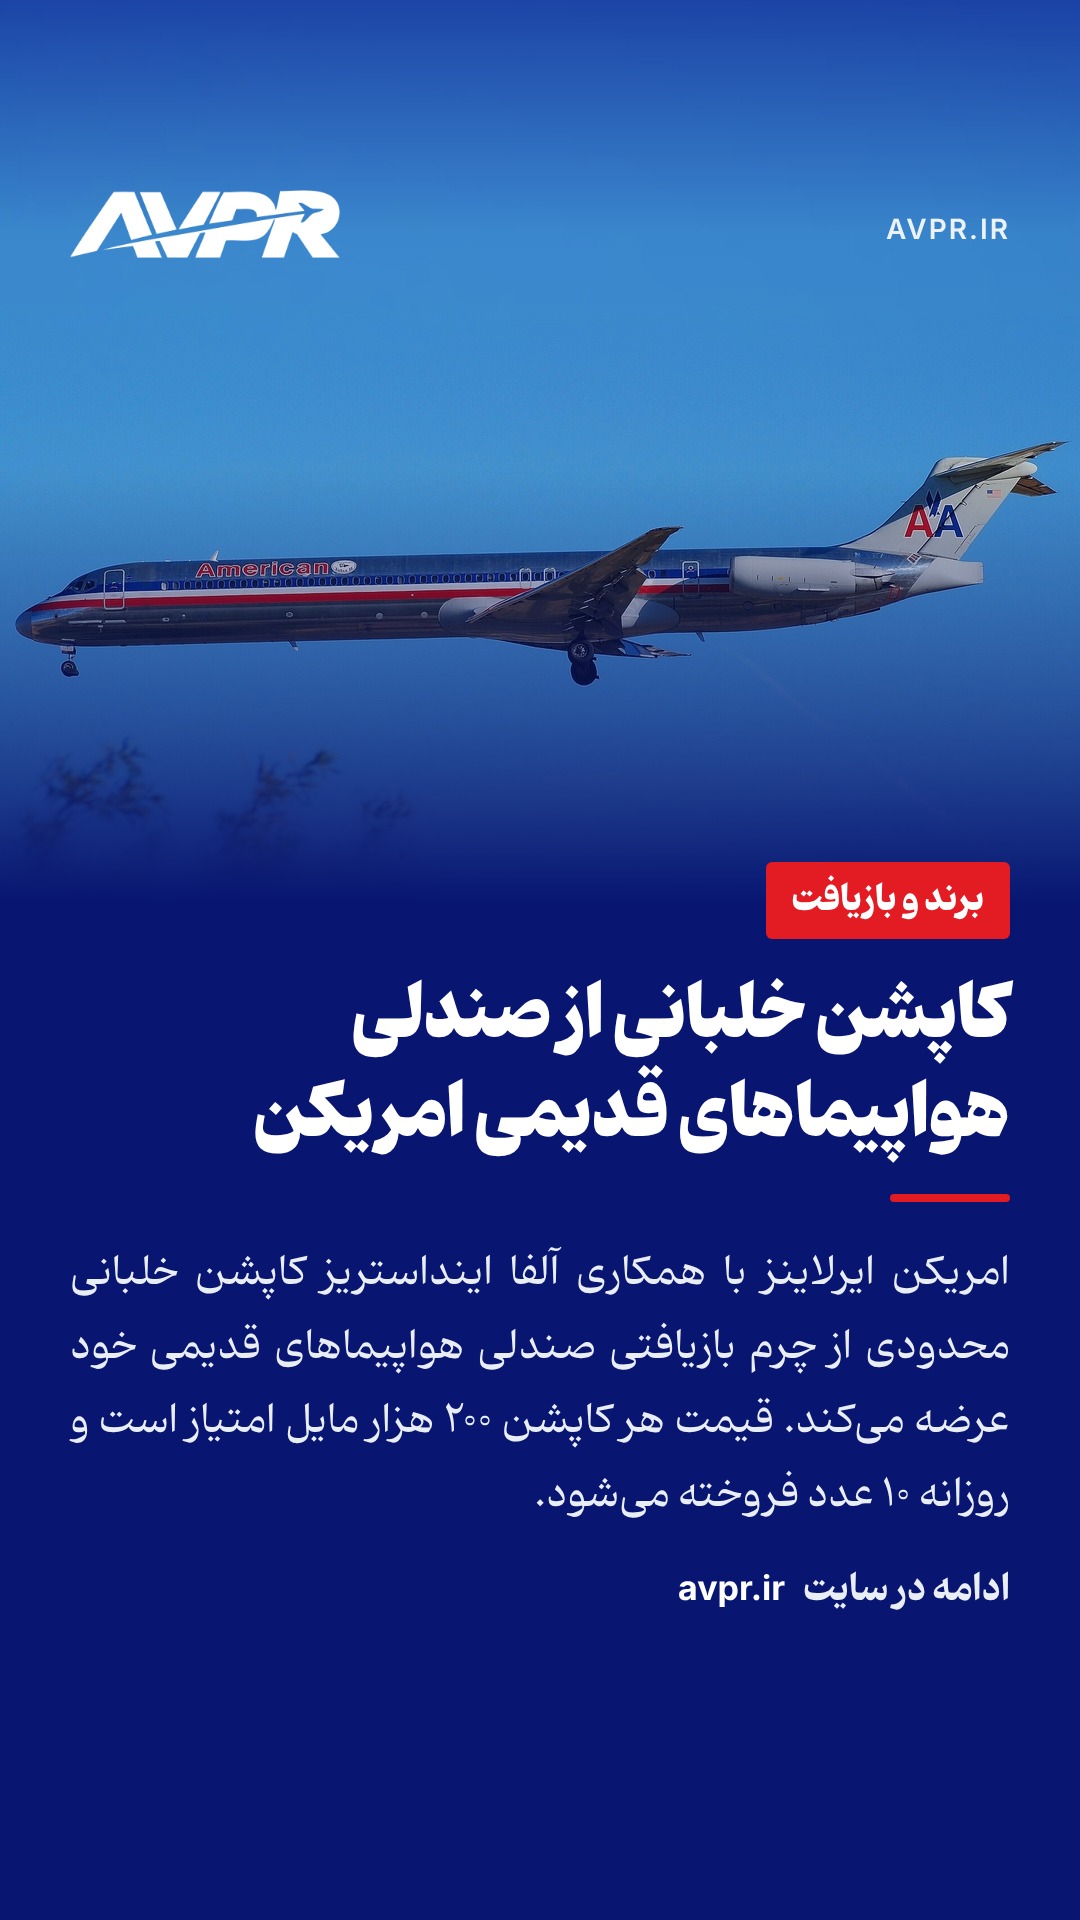 AVPR
AVPR.IR
American
AA
برند و بازیافت
کاپشن خلبانی از صندلی
هواپیماهای قدیمی امریکن
امریکن ایرلاینز با همکاری آلفا اینداستریز کاپشن خلبانی
محدودی از چرم بازیافتی صندلی هواپیماهای قدیمی خود
عرضه می‌کند. قیمت هر کاپشن ۲۰۰ هزار مایل امتیاز است و
روزانه ۱۰ عدد فروخته می‌شود.
ادامه در سایت avpr.ir